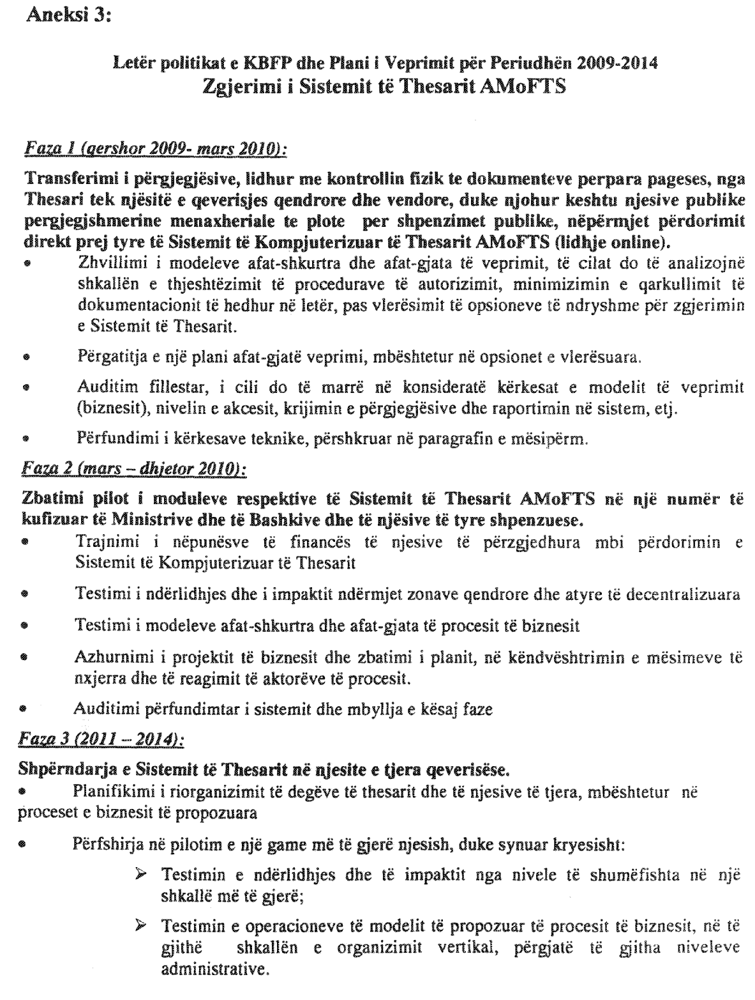 Aneksi 3:
Letër politikat e KBFP dhe Plani i Veprimit për Periudhën 2009-2014
Zgjerimi i Sistemit të Thesarit AMoFTS
Faza 1 (qershor 2009- mars 2010):
Transferimi i përgjegjësive, lidhur me kontrollin fizik te dokumenteve perpara pageses, nga
Thesari tek njësitë e qeverisjes qendrore dhe vendore, duke njohur keshtu njesive publike
pergjegjshmerine menaxheriale te plote per shpenzimet publike, nëpërmjet përdorimit
direkt prej tyre të Sistemit të Kompjuterizuar të Thesarit AMoFTS (lidhje online).
• Zhvillimi i modeleve afat-shkurtra dhe afat-gjata të veprimit, të cilat do të analizojnë
shkallën e thjeshtëzimit të procedurave të autorizimit, minimizimin e qarkullimit të
dokumentacionit të hedhur në letër, pas vlerësimit të opsioneve të ndryshme për zgjerimin
e Sistemit të Thesarit.
• Përgatitja e një plani afat-gjatë veprimi, mbështetur në opsionet e vlerësuara.
• Auditim fillestar, i cili do të marrë në konsideratë kërkesat e modelit të veprimit
(biznesit), nivelin e akcesit, krijimin e përgjegjësive dhe raportimin në sistem, etj.
• Përfundimi i kërkesave teknike, përshkruar në paragrafin e mësipërm.
Faza 2 (mars – dhjetor 2010):
Zbatimi pilot i moduleve respektive të Sistemit të Thesarit AMoFTS në një numër të
kufizuar të Ministrive dhe të Bashkive dhe të njësive të tyre shpenzuese.
• Trajnimi i nëpunësve të financës të njesive të përzgjedhura mbi përdorimin e
Sistemit të Kompjuterizuar të Thesarit
• Testimi i ndërlidhjes dhe i impaktit ndërmjet zonave qendrore dhe atyre të decentralizuara
• Testimi i modeleve afat-shkurtra dhe afat-gjata të procesit të biznesit
• Azhurnimi i projektit të biznesit dhe zbatimi i planit, në këndvështrimin e mësimeve të
nxjerra dhe të reagimit të aktorëve të procesit.
• Auditimi përfundimtar i sistemit dhe mbyllja e kësaj faze
Faza 3 (2011 – 2014):
Shpërndarja e Sistemit të Thesarit në njesite e tjera qeverisëse.
• Planifikimi i riorganizimit të degëve të thesarit dhe të njesive të tjera, mbështetur në
proceset e biznesit të propozuara
• Përfshirja në pilotim e një game më të gjerë njesish, duke synuar kryesisht:
➢ Testimin e ndërlidhjes dhe të impaktit nga nivele të shumëfishta në një
shkallë më të gjerë;
➢ Testimin e operacioneve të modelit të propozuar të procesit të biznesit, në të
gjithë shkallën e organizimit vertikal, përgjatë të gjitha niveleve
administrative.